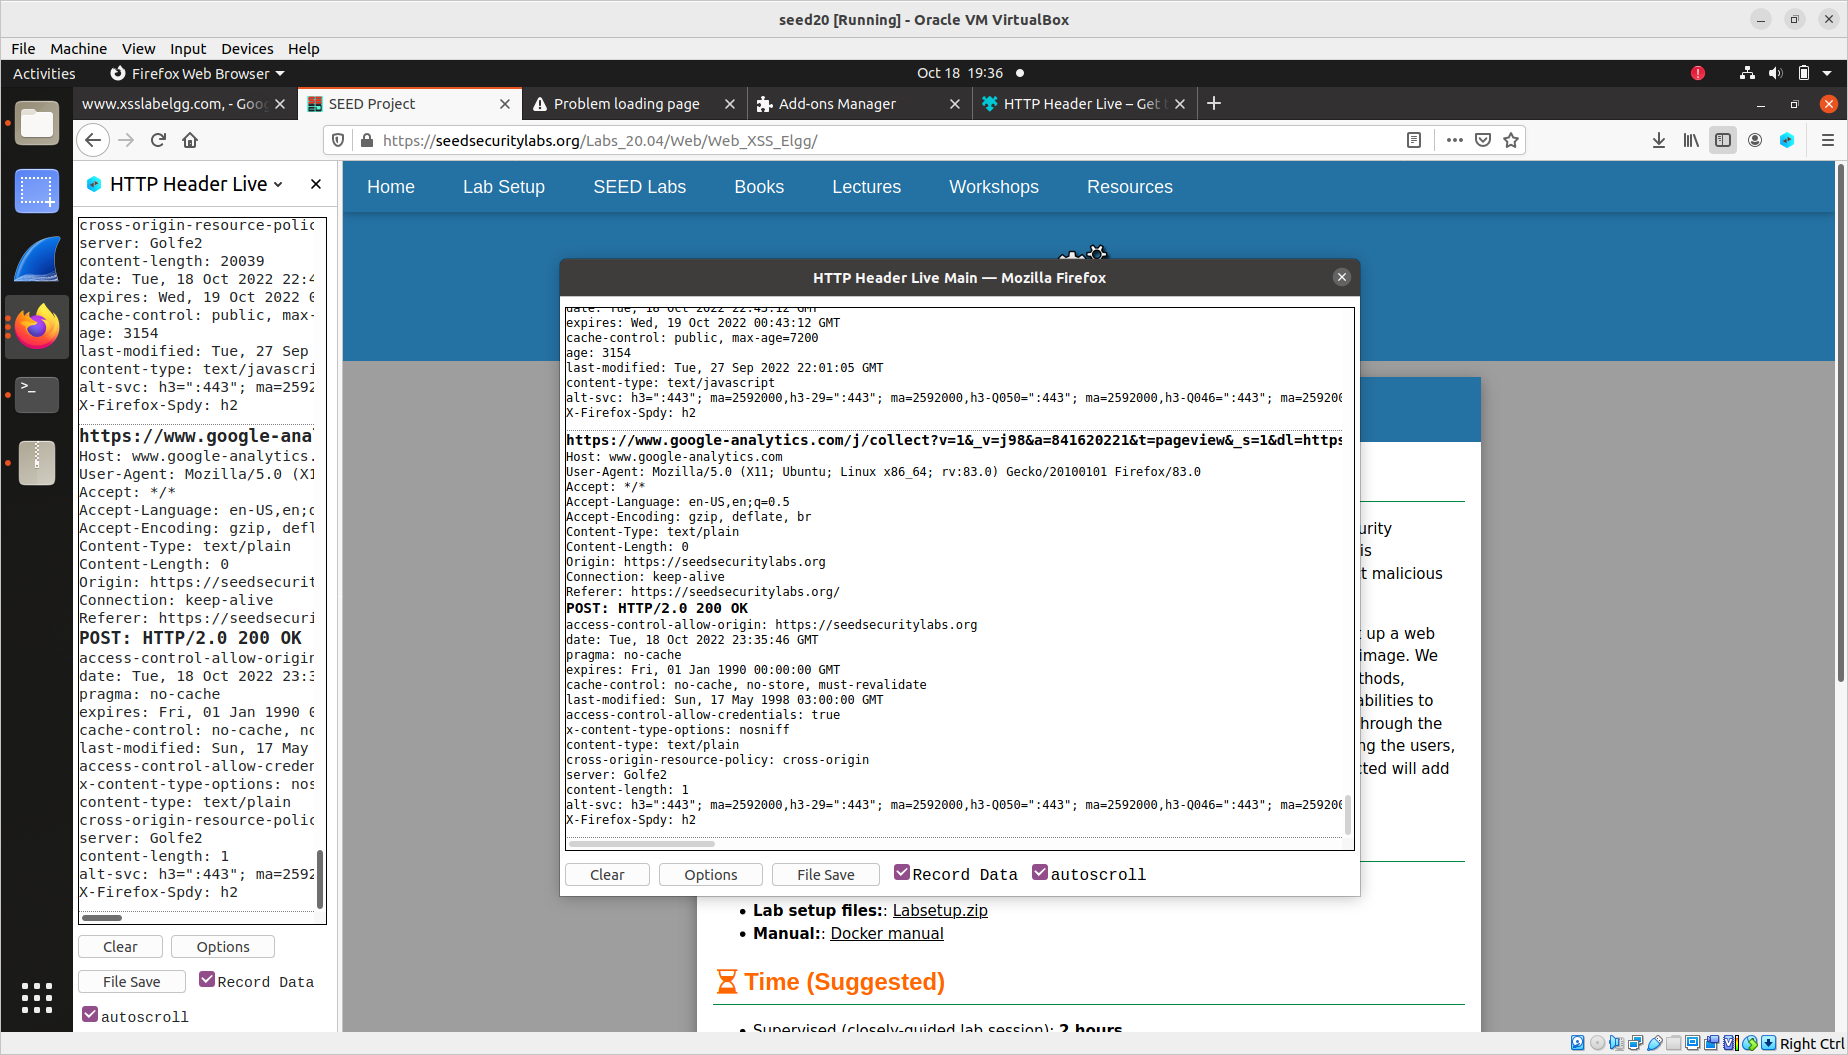 seed20 [Running] - Oracle VM VirtualBox
File Machine View Input Devices Help
Activities Firefox Web Browser Oct 18 19:36
www.xsslabelgg.com, - Goo SEED Project Problem loading page Add-ons Manager HTTP Header Live – Get
https://seedsecuritylabs.org/Labs_20.04/Web/Web_XSS_Elgg/
HTTP Header Live
Home Lab Setup SEED Labs Books Lectures Workshops Resources
cross-origin-resource-polic
server: Golfe2
content-length: 20039
date: Tue, 18 Oct 2022 22:4
expires: Wed, 19 Oct 2022 0
cache-control: public, max-
age: 3154
last-modified: Tue, 27 Sep
content-type: text/javascri
alt-svc: h3=":443"; ma=2592
X-Firefox-Spdy: h2
https://www.google-ana
Host: www.google-analytics.
User-Agent: Mozilla/5.0 (X1
Accept: */*
Accept-Language: en-US,en;q
Accept-Encoding: gzip, defl
Content-Type: text/plain
Content-Length: 0
Origin: https://seedsecurit
Connection: keep-alive
Referer: https://seedsecuri
POST: HTTP/2.0 200 OK
access-control-allow-origin
date: Tue, 18 Oct 2022 23:3
pragma: no-cache
expires: Fri, 01 Jan 1990 0
cache-control: no-cache, no
last-modified: Sun, 17 May
access-control-allow-creden
x-content-type-options: nos
content-type: text/plain
cross-origin-resource-polic
server: Golfe2
content-length: 1
alt-svc: h3=":443"; ma=2592
X-Firefox-Spdy: h2
Clear Options
File Save Record Data
autoscroll
HTTP Header Live Main — Mozilla Firefox
date: Tue, 18 Oct 2022 22:43:12 GMT
expires: Wed, 19 Oct 2022 00:43:12 GMT
cache-control: public, max-age=7200
age: 3154
last-modified: Tue, 27 Sep 2022 22:01:05 GMT
content-type: text/javascript
alt-svc: h3=":443"; ma=2592000,h3-29=":443"; ma=2592000,h3-Q050=":443"; ma=2592000,h3-Q046=":443"; ma=259200
X-Firefox-Spdy: h2
https://www.google-analytics.com/j/collect?v=1&_v=j98&a=841620221&t=pageview&_s=1&dl=https
Host: www.google-analytics.com
User-Agent: Mozilla/5.0 (X11; Ubuntu; Linux x86_64; rv:83.0) Gecko/20100101 Firefox/83.0
Accept: */*
Accept-Language: en-US,en;q=0.5
Accept-Encoding: gzip, deflate, br
Content-Type: text/plain
Content-Length: 0
Origin: https://seedsecuritylabs.org
Connection: keep-alive
Referer: https://seedsecuritylabs.org/
POST: HTTP/2.0 200 OK
access-control-allow-origin: https://seedsecuritylabs.org
date: Tue, 18 Oct 2022 23:35:46 GMT
pragma: no-cache
expires: Fri, 01 Jan 1990 00:00:00 GMT
cache-control: no-cache, no-store, must-revalidate
last-modified: Sun, 17 May 1998 03:00:00 GMT
access-control-allow-credentials: true
x-content-type-options: nosniff
content-type: text/plain
cross-origin-resource-policy: cross-origin
server: Golfe2
content-length: 1
alt-svc: h3=":443"; ma=2592000,h3-29=":443"; ma=2592000,h3-Q050=":443"; ma=2592000,h3-Q046=":443"; ma=259200
X-Firefox-Spdy: h2
Clear Options File Save Record Data autoscroll
urity
is
t malicious
up a web
image. We
thods,
abilities to
hrough the
ng the users,
cted will add
• Lab setup files:: Labsetup.zip
• Manual:: Docker manual
Time (Suggested)
• Supervised (closely-guided lab session): 2 hours
Right Ctrl